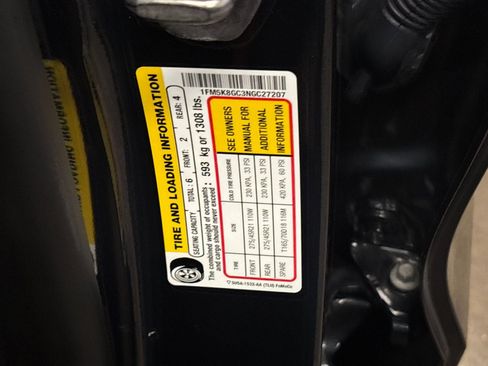 1FM5K8GC3NGC27207
TIRE AND LOADING INFORMATION
SEATING CAPACITY TOTAL: 6 FRONT: 2 REAR: 4
The combined weight of occupants
and cargo should never exceed: 593 kg or 1308 lbs.
TIRE SIZE COLD TIRE PRESSURE
FRONT 275/45R21 110W 230 KPA, 33 PSI
REAR 275/45R21 110W 230 KPA, 33 PSI
SPARE T165/70D18 116M 420 KPA, 60 PSI
SEE OWNERS
MANUAL FOR
ADDITIONAL
INFORMATION